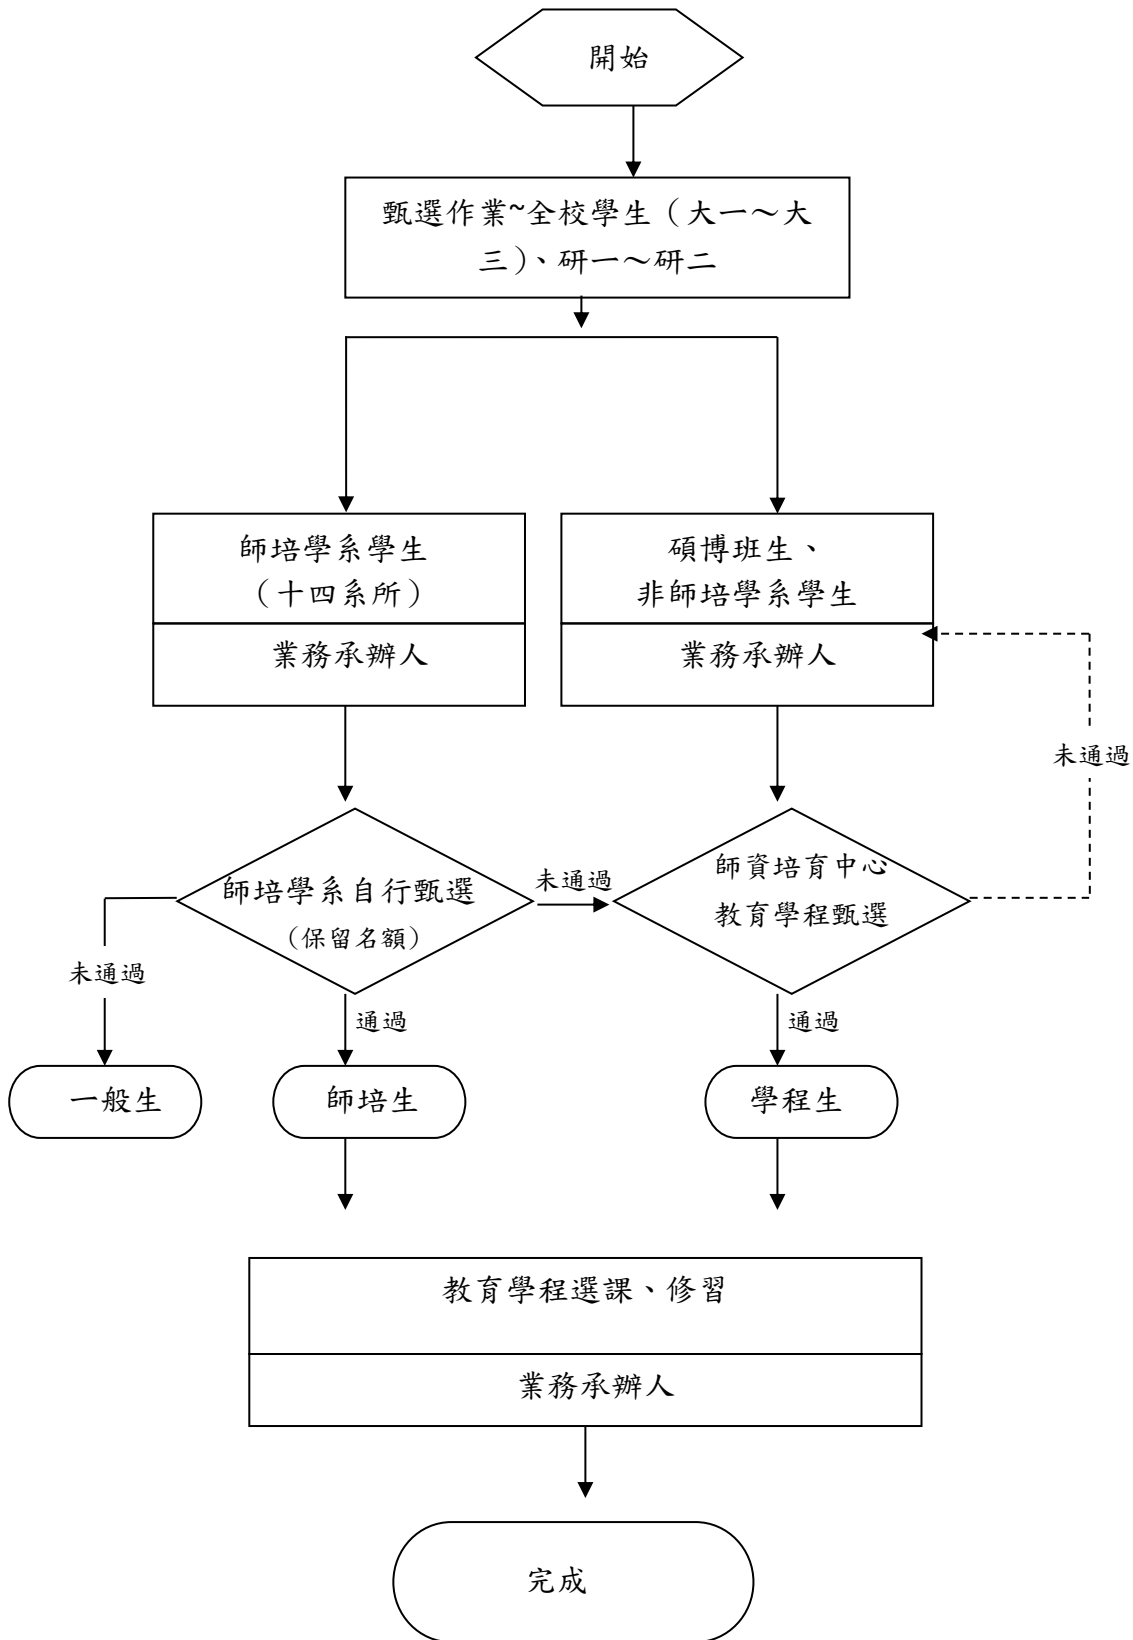 開始
甄選作業~全校學生（大一～大
三）、研一～研二
師培學系學生
（十四系所）
業務承辦人
碩博班生、
非師培學系學生
業務承辦人
未通過
師培學系自行甄選
（保留名額）
未通過
師資培育中心
教育學程甄選
未通過
通過
通過
一般生
師培生
學程生
教育學程選課、修習
業務承辦人
完成